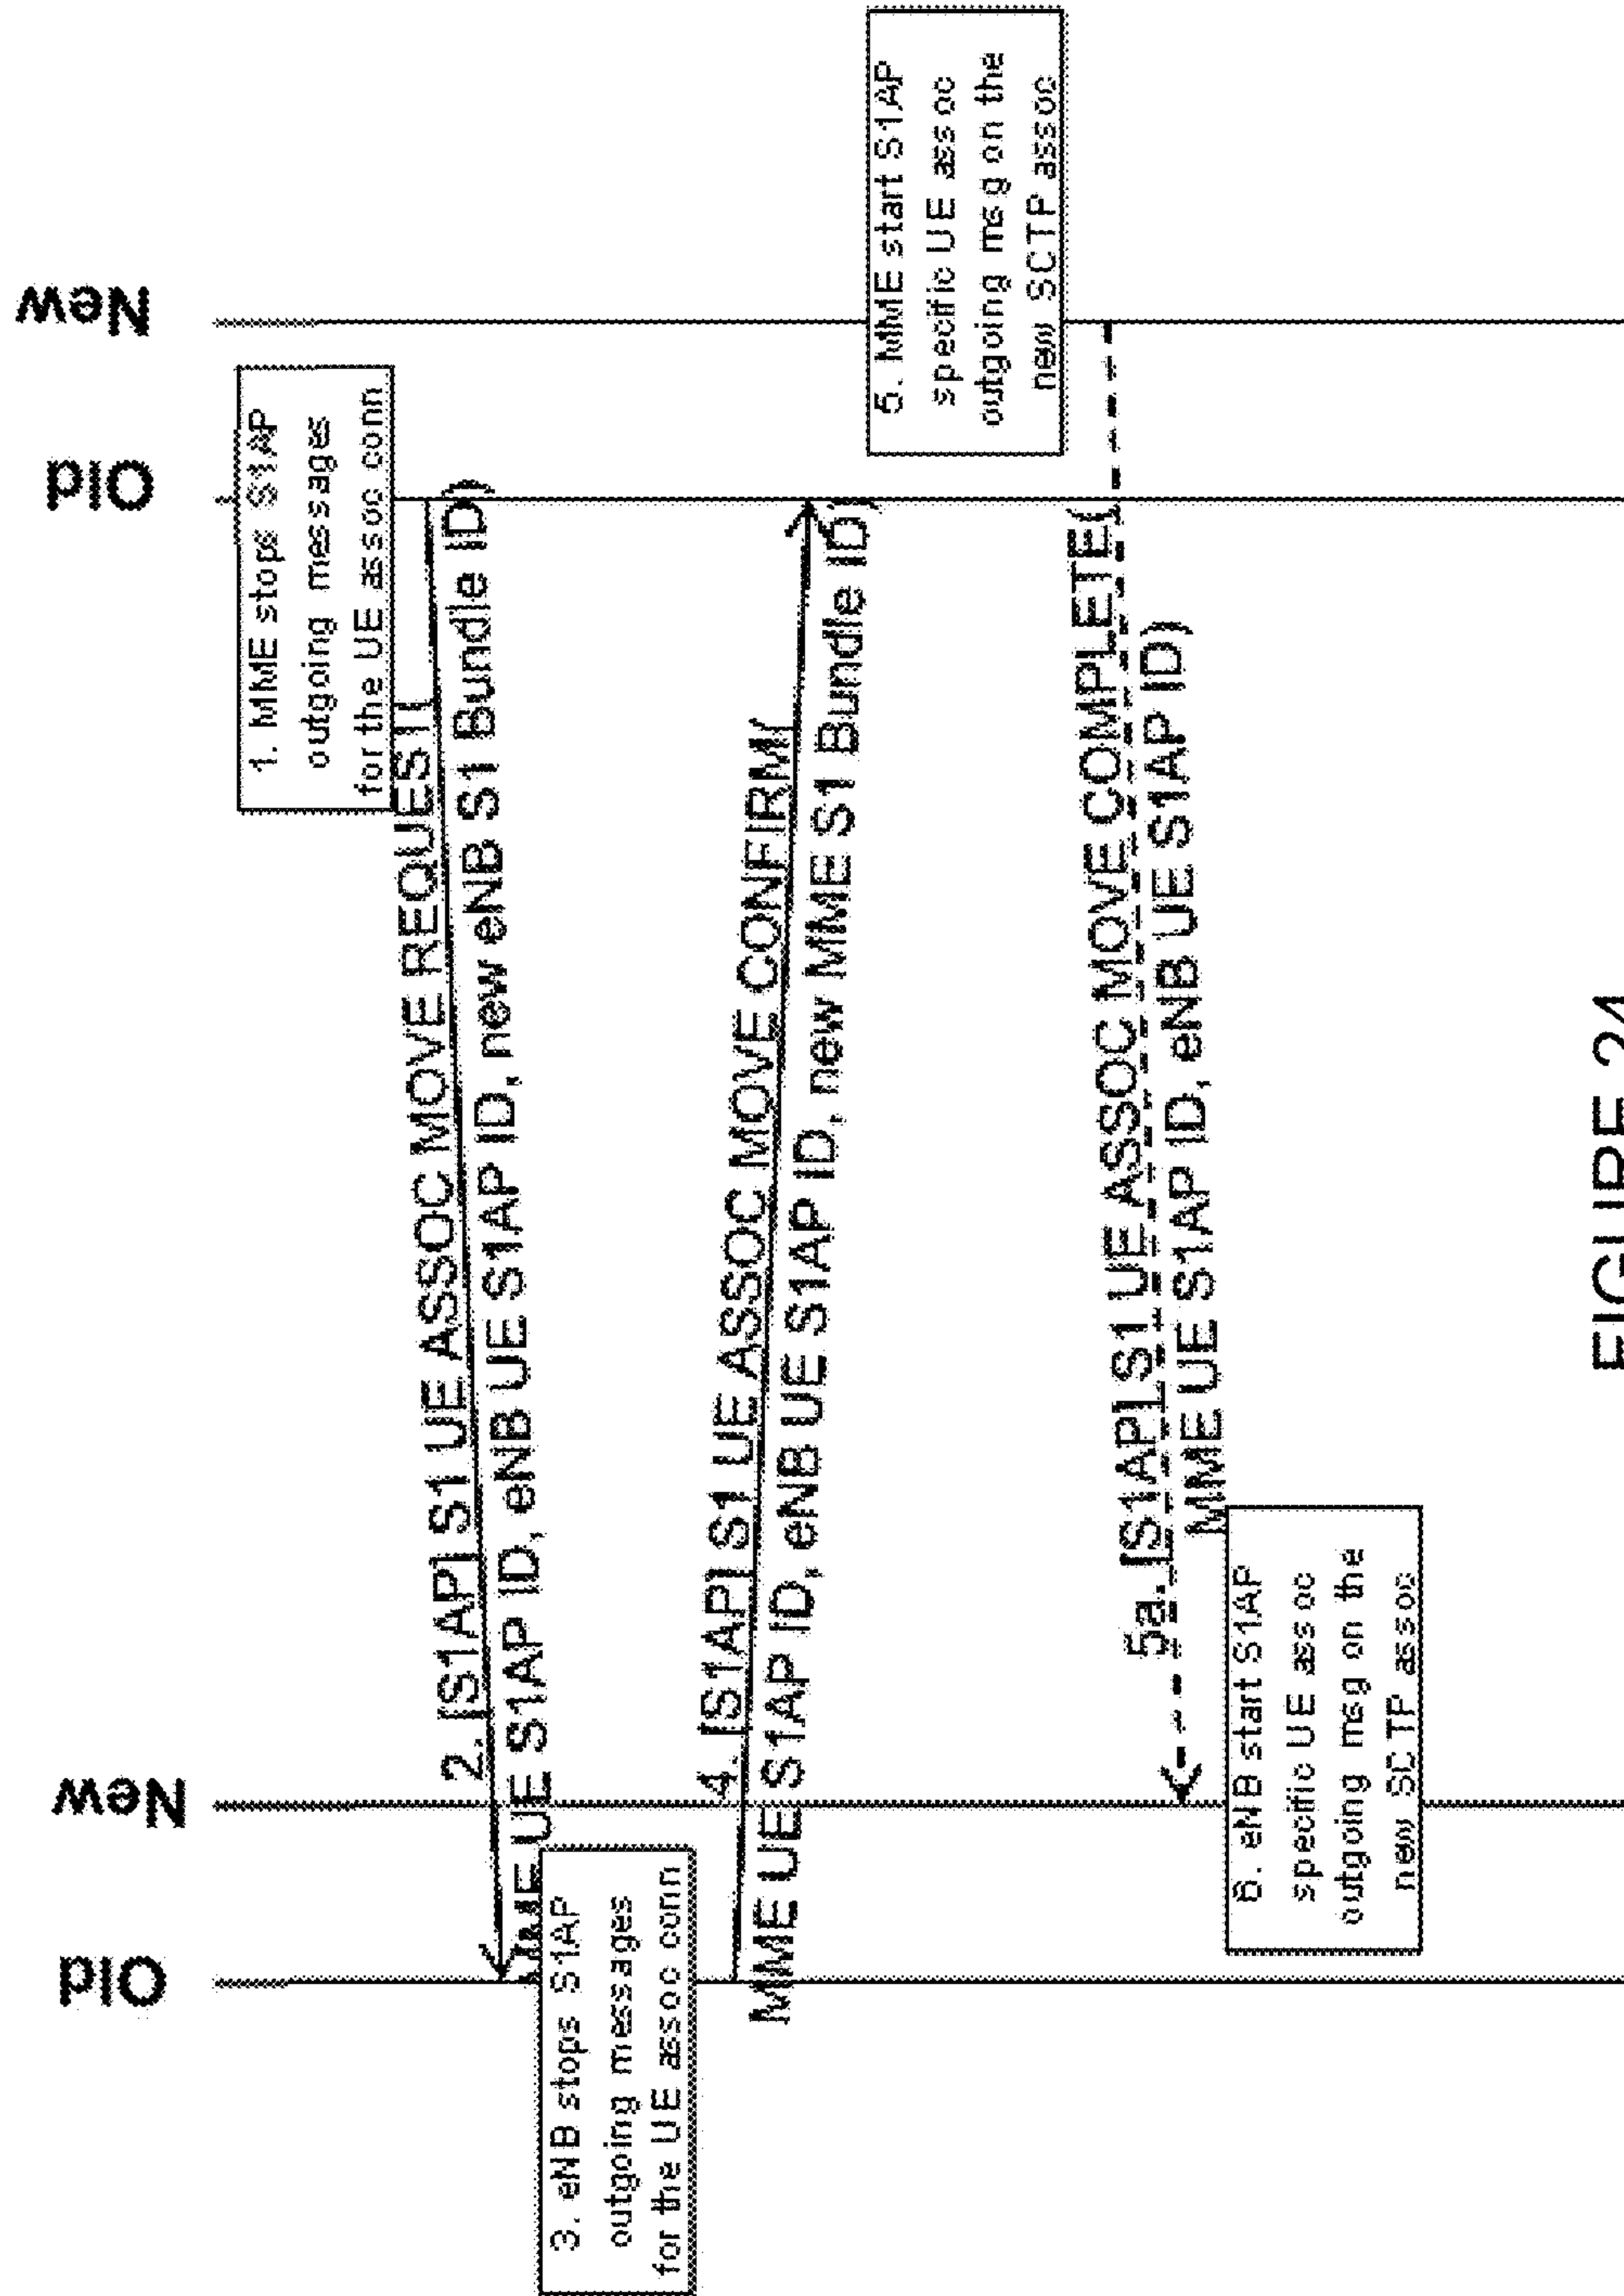 Old
New
Old
New
1. MME stops S1AP
outgoing messages
for the UE assoc conn
2. [S1AP] S1 UE ASSOC MOVE REQUEST(
UE S1AP ID, eNB UE S1AP ID, new eNB S1 Bundle ID)
3. eNB stops S1AP
outgoing messages
for the UE assoc conn
4. [S1AP] S1 UE ASSOC MOVE CONFIRM(
MME UE S1AP ID, eNB UE S1AP ID, new MME S1 Bundle ID)
5. MME start S1AP
specific UE assoc
outgoing msg on the
new SCTP assoc
5a. [S1AP] S1 UE ASSOC MOVE COMPLETE(
MME UE S1AP ID, eNB UE S1AP ID)
6. eNB start S1AP
specific UE assoc
outgoing msg on the
new SCTP assoc
FIGURE 24